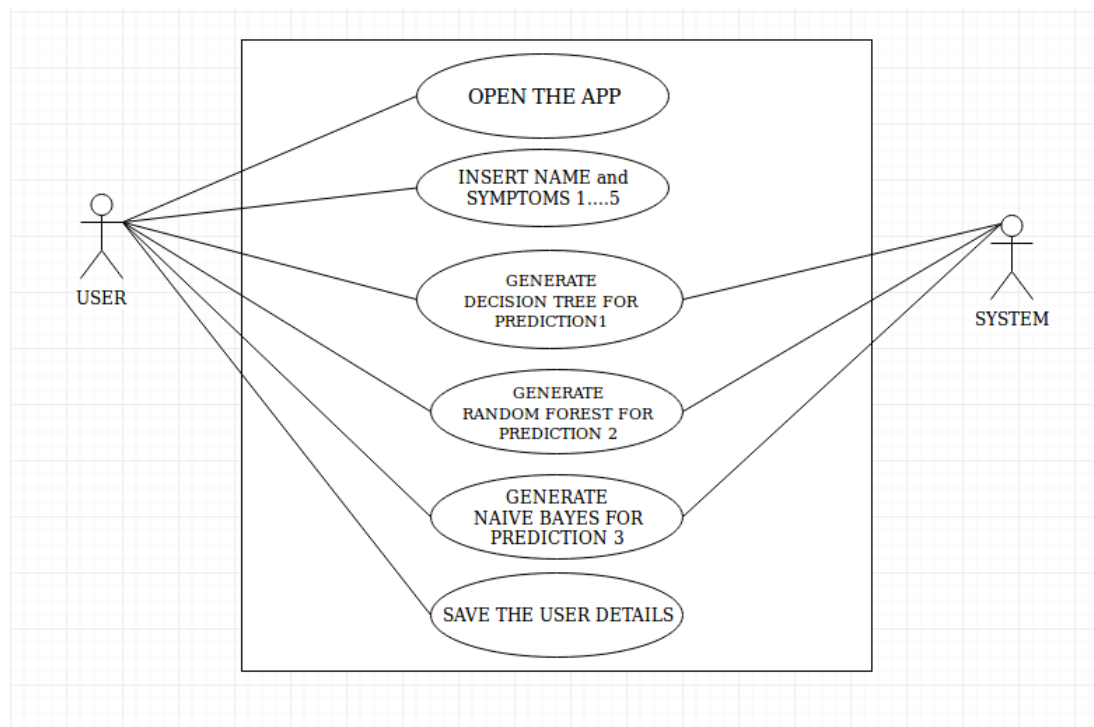 OPEN THE APP
INSERT NAME and
SYMPTOMS 1....5
GENERATE
DECISION TREE FOR
PREDICTION1
USER
SYSTEM
GENERATE
RANDOM FOREST FOR
PREDICTION 2
GENERATE
NAIVE BAYES FOR
PREDICTION 3
SAVE THE USER DETAILS